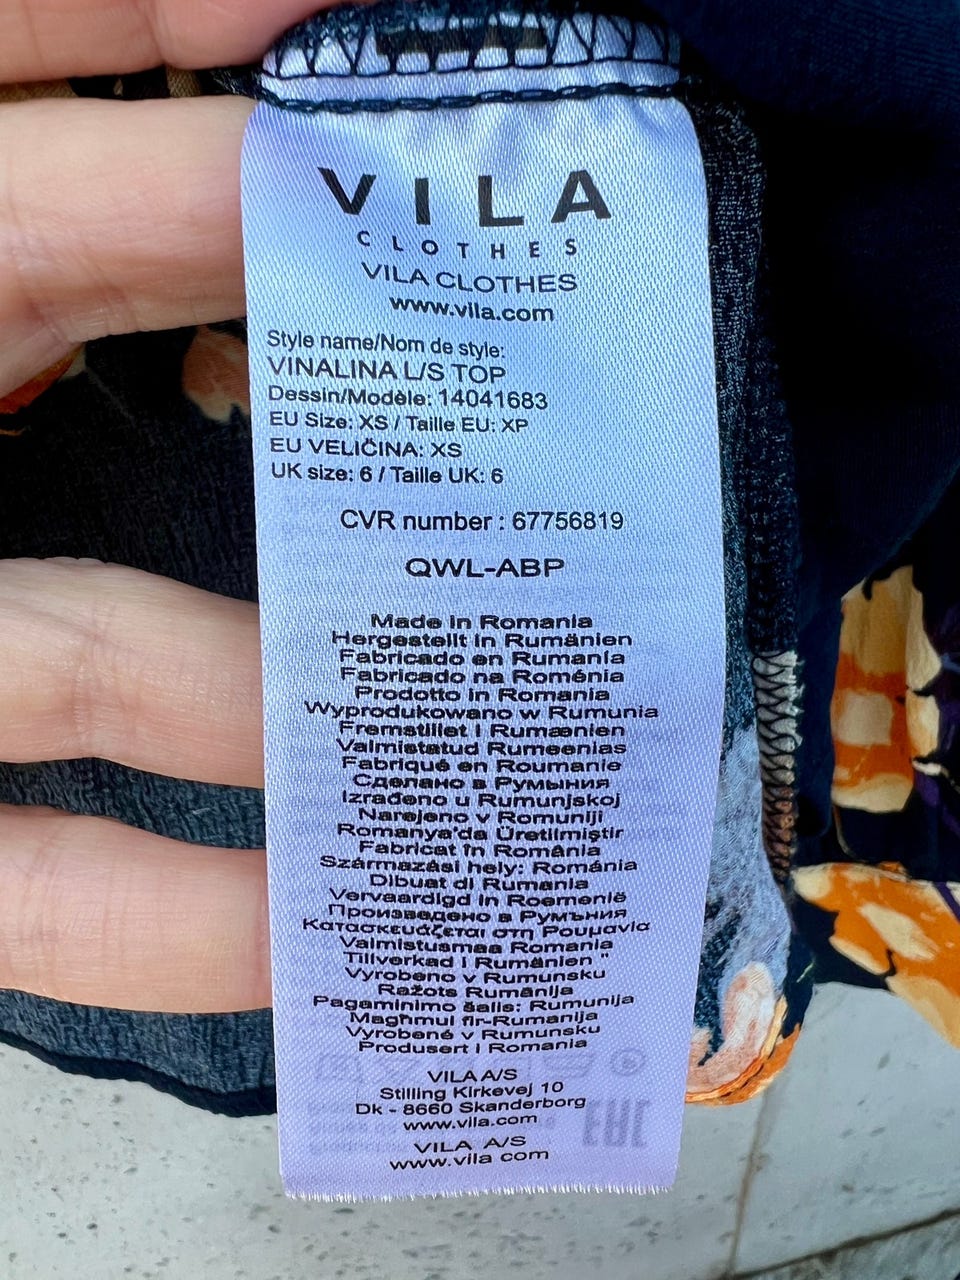 VILA
CLOTHES
VILA CLOTHES
www.vila.com
Style name/Nom de style:
VINALINA L/S TOP
Dessin/Modèle: 14041683
EU Size: XS / Taille EU: XP
EU VELIČINA: XS
UK size: 6 / Taille UK: 6
CVR number : 67756819
QWL-ABP
Made in Romania
Hergestellt in Rumänien
Fabricado en Rumanía
Fabricado na Roménia
Prodotto in Romania
Wyprodukowano w Rumunia
Fremstillet i Rumænien
Valmistatud Rumeenias
Fabriqué en Roumanie
Сделано в Румыния
Izrađeno u Rumunjskoj
Narejeno v Romuniji
Romanya'da Üretilmiştir
Fabricat în România
Származási hely: Románia
Dibuat di Rumania
Vervaardigd in Roemenië
Произведено в Румъния
Κατασκευάζεται στη Ρουμανία
Valmistusmaa Romania
Tillverkad i Rumänien "
Vyrobeno v Rumunsku
Ražots Rumānija
Pagaminimo šalis: Rumunija
Magħmul fir-Rumanija
Vyrobené v Rumunsku
Produsert i Romania
VILA A/S
Stilling Kirkevej 10
Dk - 8660 Skanderborg
www.vila.com
VILA A/S
www.vila com